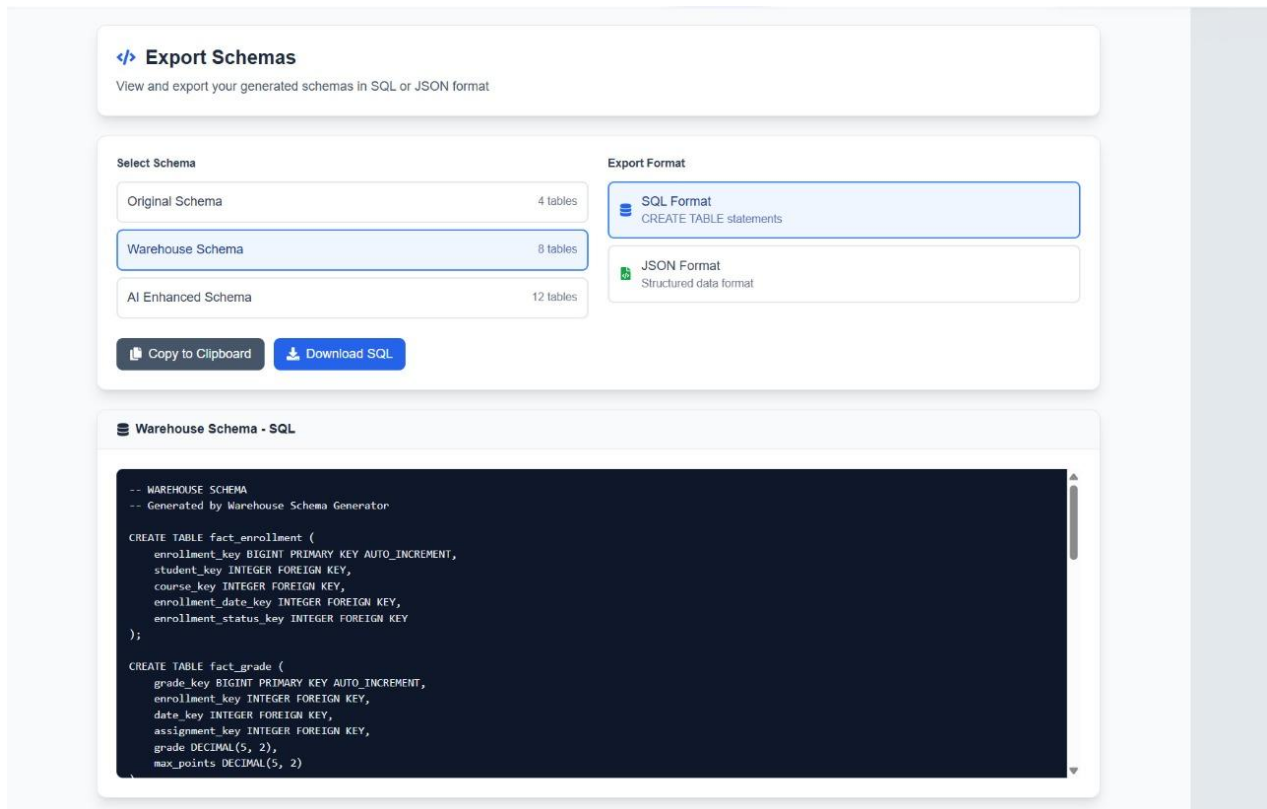 </> Export Schemas
View and export your generated schemas in SQL or JSON format
Select Schema
Original Schema 4 tables
Warehouse Schema 8 tables
AI Enhanced Schema 12 tables
Export Format
SQL Format
CREATE TABLE statements
JSON Format
Structured data format
Copy to Clipboard
Download SQL
Warehouse Schema - SQL
-- WAREHOUSE SCHEMA
-- Generated by Warehouse Schema Generator
CREATE TABLE fact_enrollment (
enrollment_key BIGINT PRIMARY KEY AUTO_INCREMENT,
student_key INTEGER FOREIGN KEY,
course_key INTEGER FOREIGN KEY,
enrollment_date_key INTEGER FOREIGN KEY,
enrollment_status_key INTEGER FOREIGN KEY
);
CREATE TABLE fact_grade (
grade_key BIGINT PRIMARY KEY AUTO_INCREMENT,
enrollment_key INTEGER FOREIGN KEY,
date_key INTEGER FOREIGN KEY,
assignment_key INTEGER FOREIGN KEY,
grade DECIMAL(5, 2),
max_points DECIMAL(5, 2)